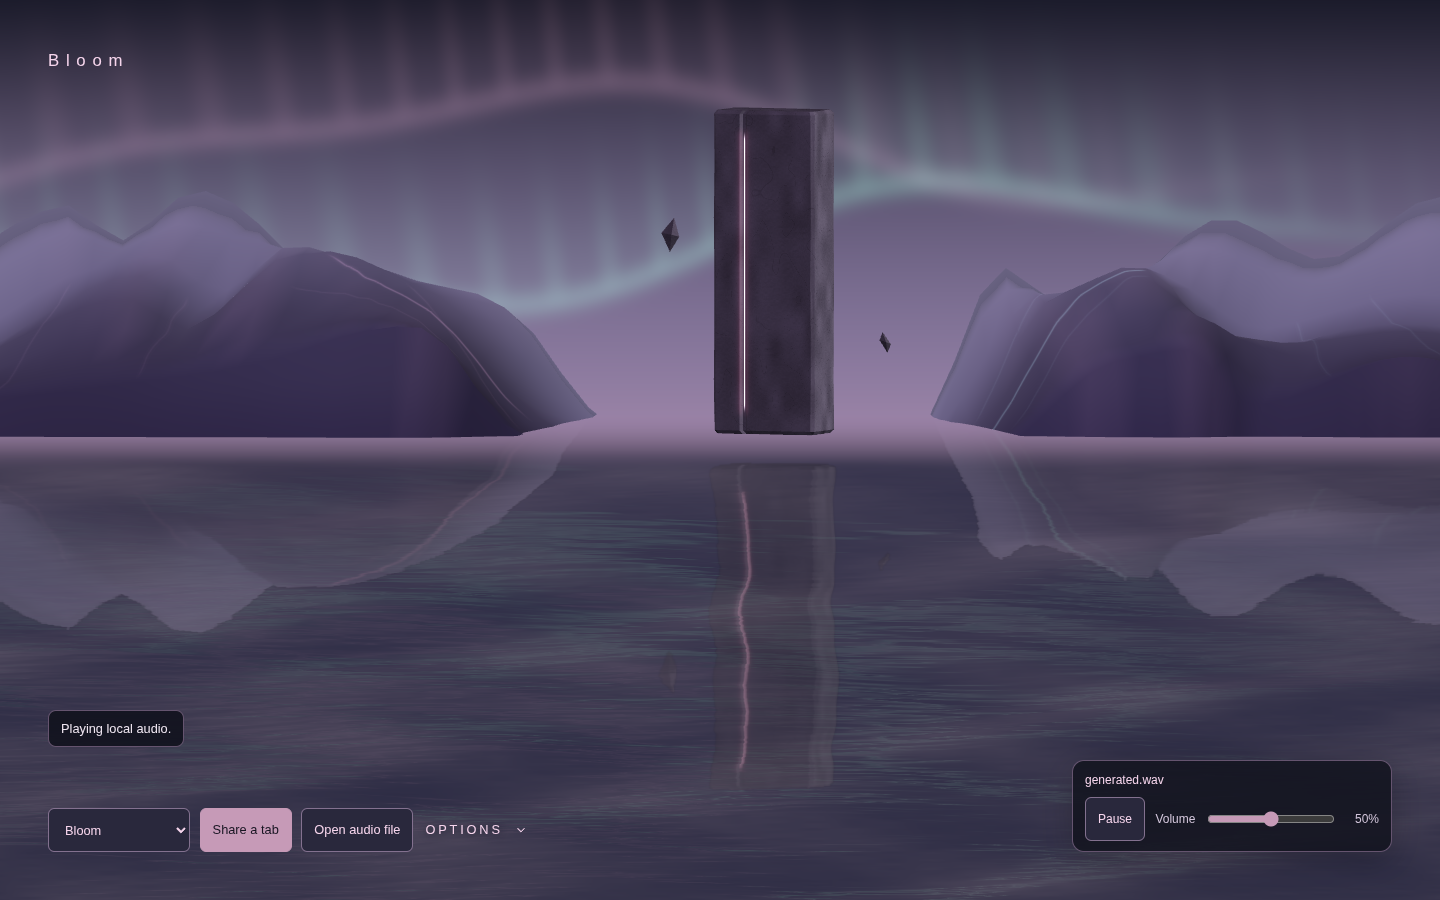 Bloom
Playing local audio.
generated.wav
Bloom
Share a tab
Open audio file
OPTIONS
Pause
Volume
50%